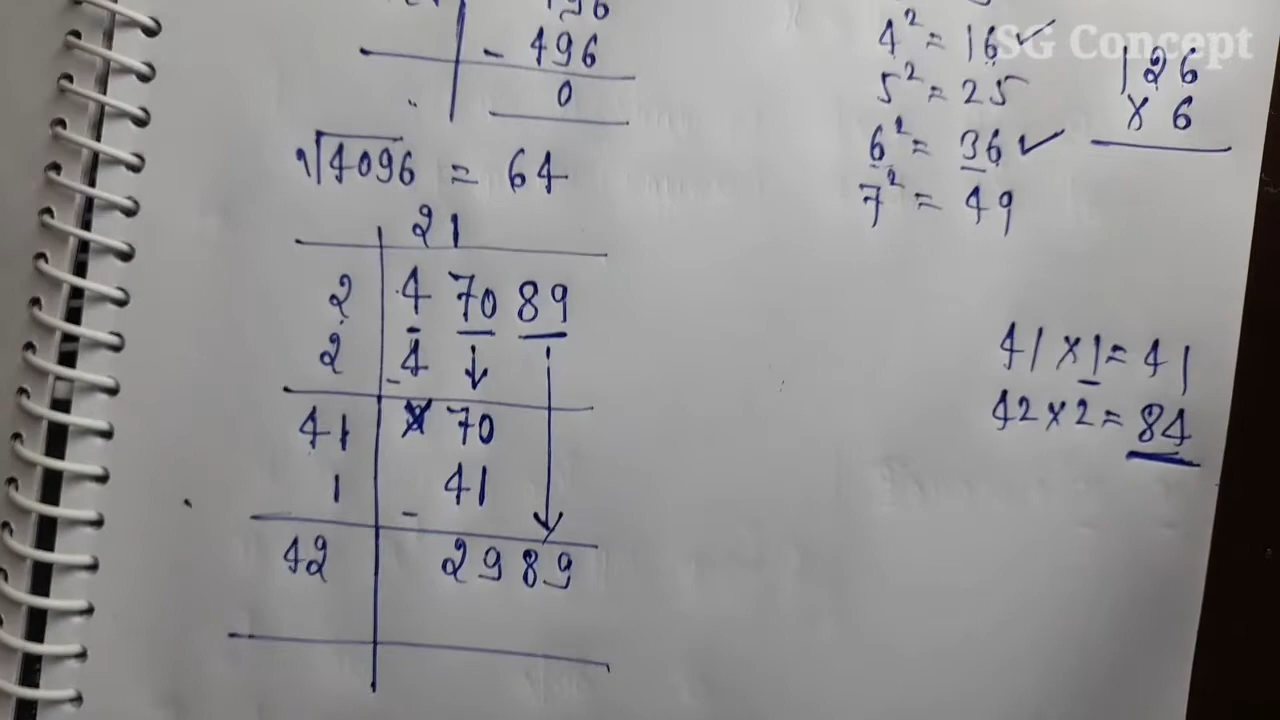 - 496
0
√4096 = 64
21
2 4 70 89
2 -4
41 x 70
1 - 41
42 2989
4² = 16 ✓
5² = 25
6² = 36 ✓
7² = 49
SG Concept
126
x 6
41 x 1 = 41
42 x 2 = 84